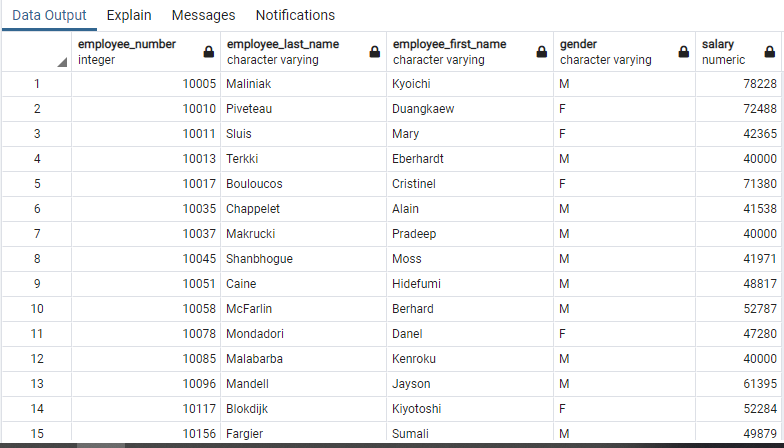 Data Output Explain Messages Notifications
employee_number employee_last_name employee_first_name gender salary
integer character varying character varying character varying numeric
1 10005 Maliniak Kyoichi M 78228
2 10010 Piveteau Duangkaew F 72488
3 10011 Sluis Mary F 42365
4 10013 Terkki Eberhardt M 40000
5 10017 Bouloucos Cristinel F 71380
6 10035 Chappelet Alain M 41538
7 10037 Makrucki Pradeep M 40000
8 10045 Shanbhogue Moss M 41971
9 10051 Caine Hidefumi M 48817
10 10058 McFarlin Berhard M 52787
11 10078 Mondadori Danel F 47280
12 10085 Malabarba Kenroku M 40000
13 10096 Mandell Jayson M 61395
14 10117 Blokdijk Kiyotoshi F 52284
15 10156 Fargier Sumali M 49879